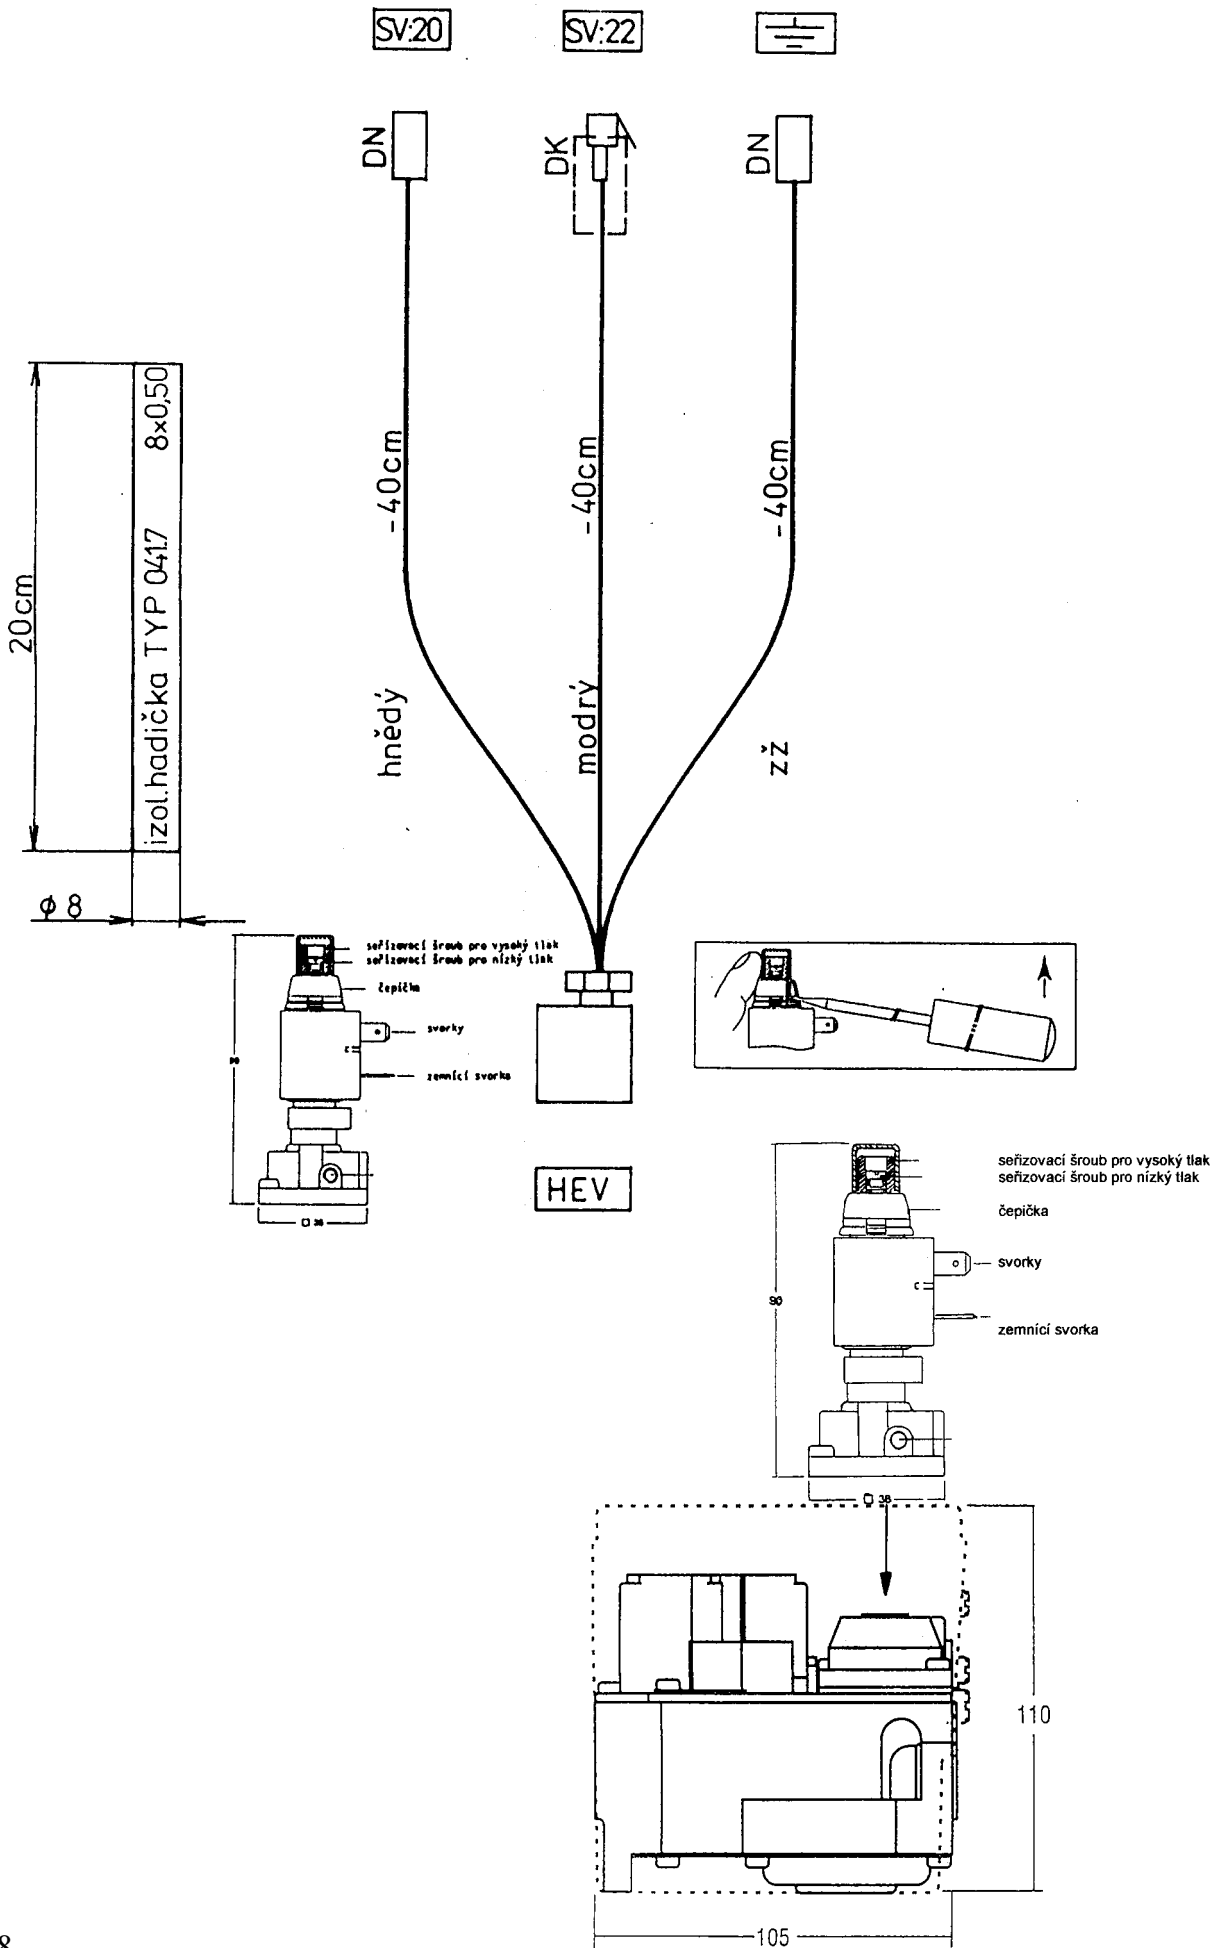 SV:20
SV:22
DN
DK
DN
-40cm
-40cm
-40cm
20cm
izol.hadička TYP 0417 8x0,50
hnědý
modrý
zž
ϕ 8
seřizovací šroub pro vysoký tlak
seřizovací šroub pro nízký tlak
čepička
svorky
zemnící svorka
HEV
seřizovací šroub pro vysoký tlak
seřizovací šroub pro nízký tlak
čepička
svorky
zemnící svorka
90
38
110
105
8